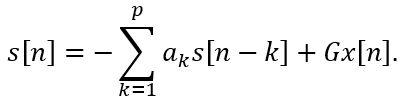 s[n] = − ∑_{k=1}^{p} a_k s[n − k] + Gx[n].